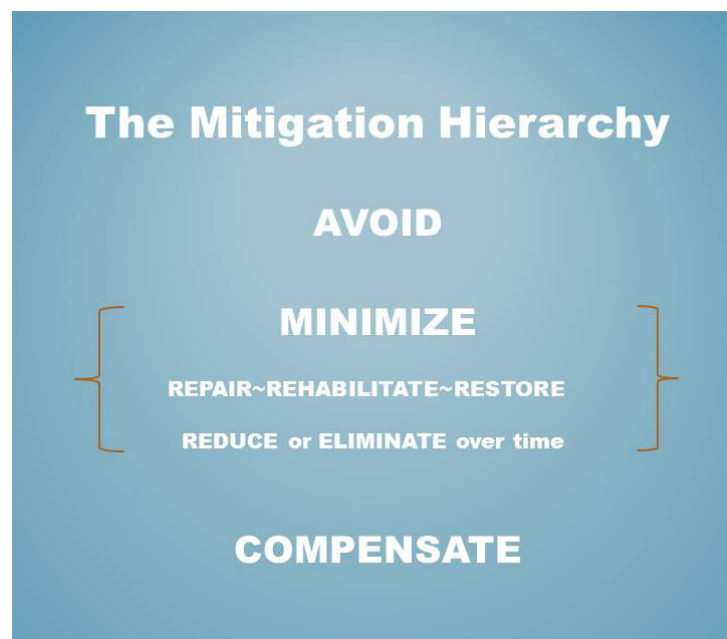 The Mitigation Hierarchy
AVOID
MINIMIZE
REPAIR~REHABILITATE~RESTORE
REDUCE or ELIMINATE over time
COMPENSATE